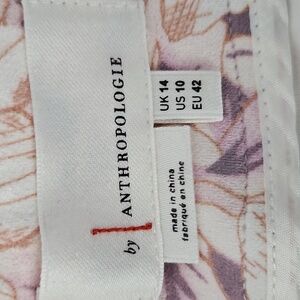 by ANTHROPOLOGIE
UK 14
US 10
EU 42
made in china
fabriqué en chine